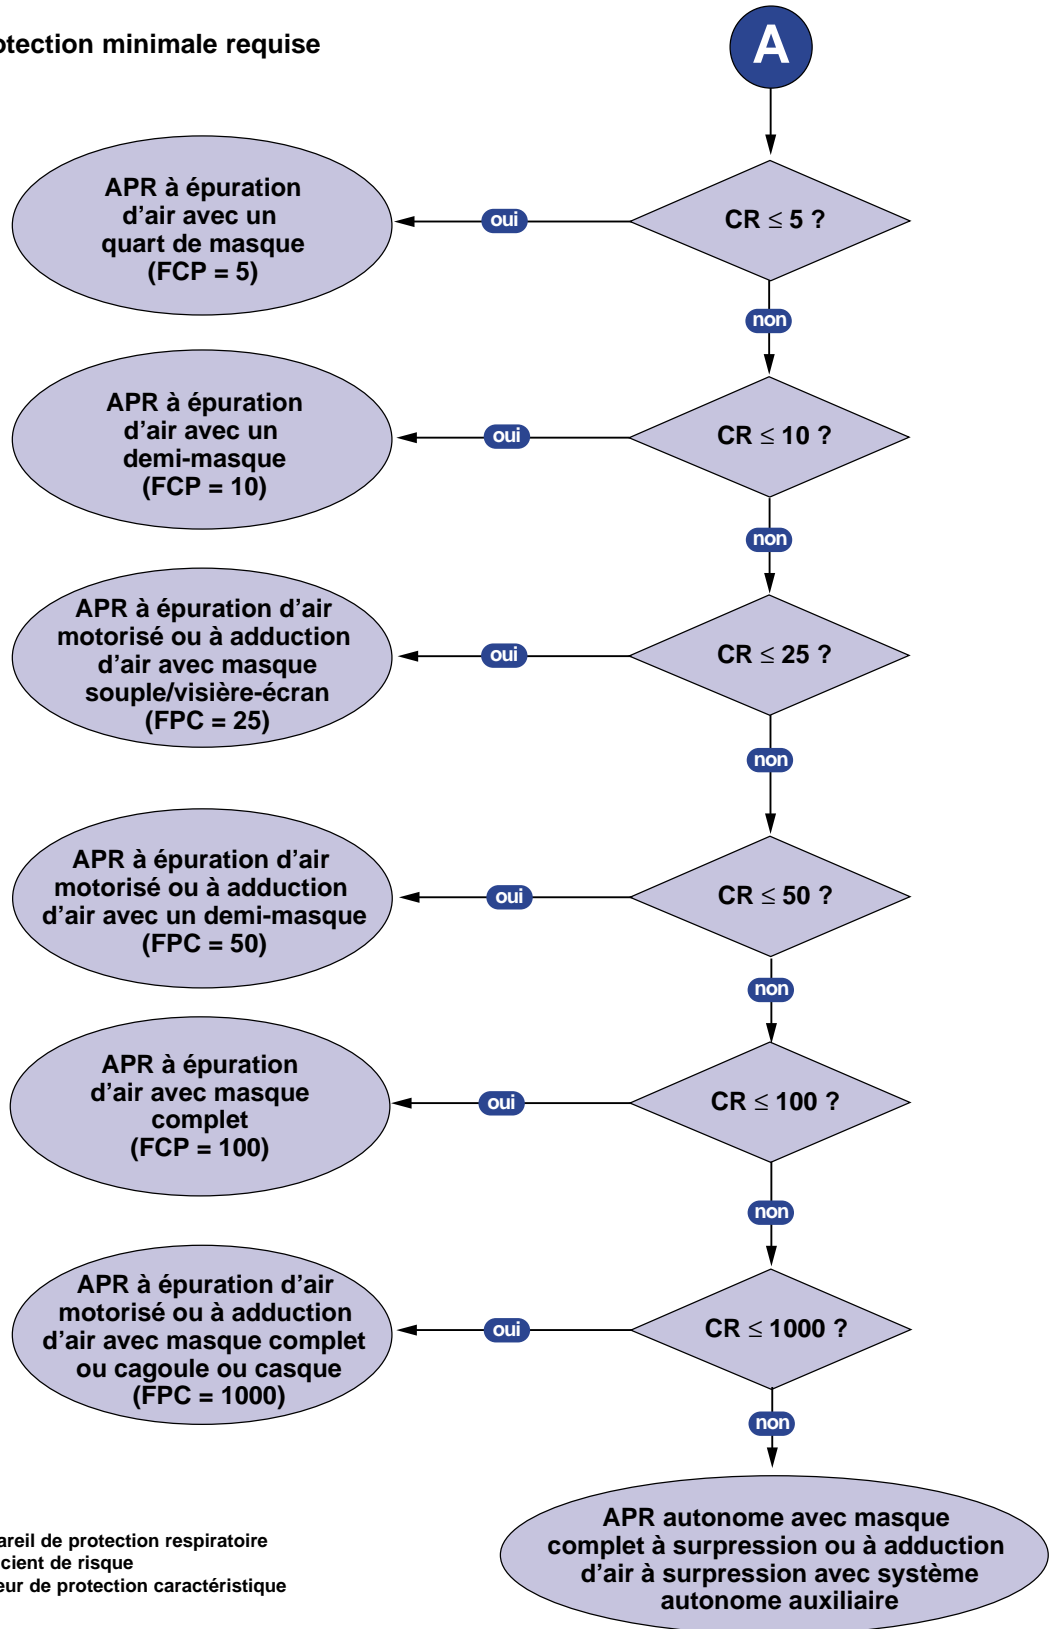 otection minimale requise
A
APR à épuration
d’air avec un
quart de masque
(FCP = 5)
oui
CR ≤ 5 ?
non
APR à épuration
d’air avec un
demi-masque
(FCP = 10)
oui
CR ≤ 10 ?
non
APR à épuration d’air
motorisé ou à adduction
d’air avec masque
souple/visière-écran
(FPC = 25)
oui
CR ≤ 25 ?
non
APR à épuration d’air
motorisé ou à adduction
d’air avec un demi-masque
(FPC = 50)
oui
CR ≤ 50 ?
non
APR à épuration
d’air avec masque
complet
(FCP = 100)
oui
CR ≤ 100 ?
non
APR à épuration d’air
motorisé ou à adduction
d’air avec masque complet
ou cagoule ou casque
(FPC = 1000)
oui
CR ≤ 1000 ?
non
APR autonome avec masque
complet à surpression ou à adduction
d’air à surpression avec système
autonome auxiliaire
areil de protection respiratoire
icient de risque
eur de protection caractéristique